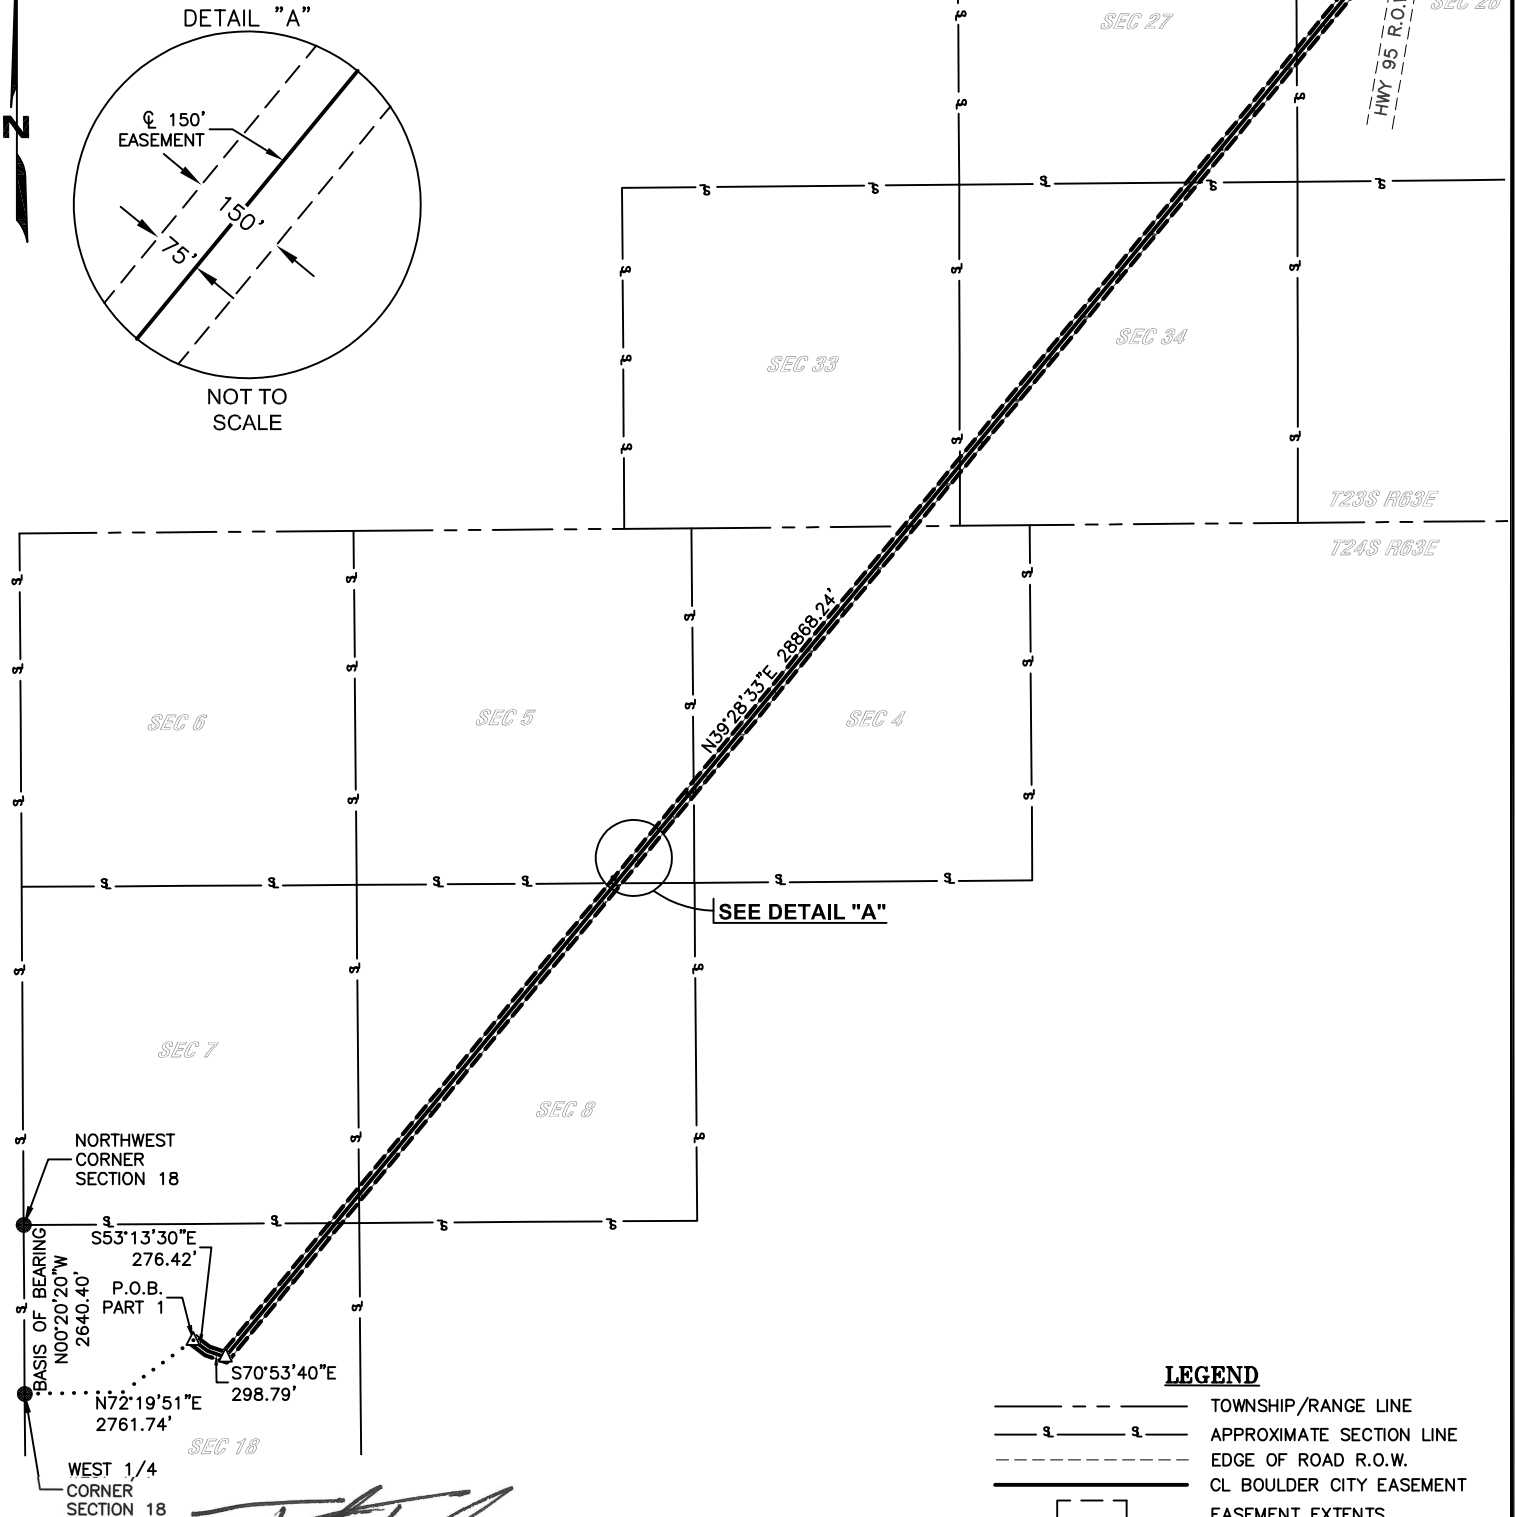 DETAIL "A"
℄ 150'
EASEMENT
150'
75'
NOT TO
SCALE
N
SEC 27
HWY 95 R.O.
SEC 33
SEC 34
T23S R63E
T24S R63E
N39°28'33"E 28868.24'
SEC 6
SEC 5
SEC 4
SEE DETAIL "A"
SEC 7
SEC 8
NORTHWEST
CORNER
SECTION 18
BASIS OF BEARING
N00°20'20"W
2640.40'
S53°13'30"E
276.42'
P.O.B.
PART 1
S70°53'40"E
298.79'
N72°19'51"E
2761.74'
SEC 18
WEST 1/4
CORNER
SECTION 18
LEGEND
TOWNSHIP/RANGE LINE
SL SL APPROXIMATE SECTION LINE
EDGE OF ROAD R.O.W.
CL BOULDER CITY EASEMENT
EASEMENT EXTENTS